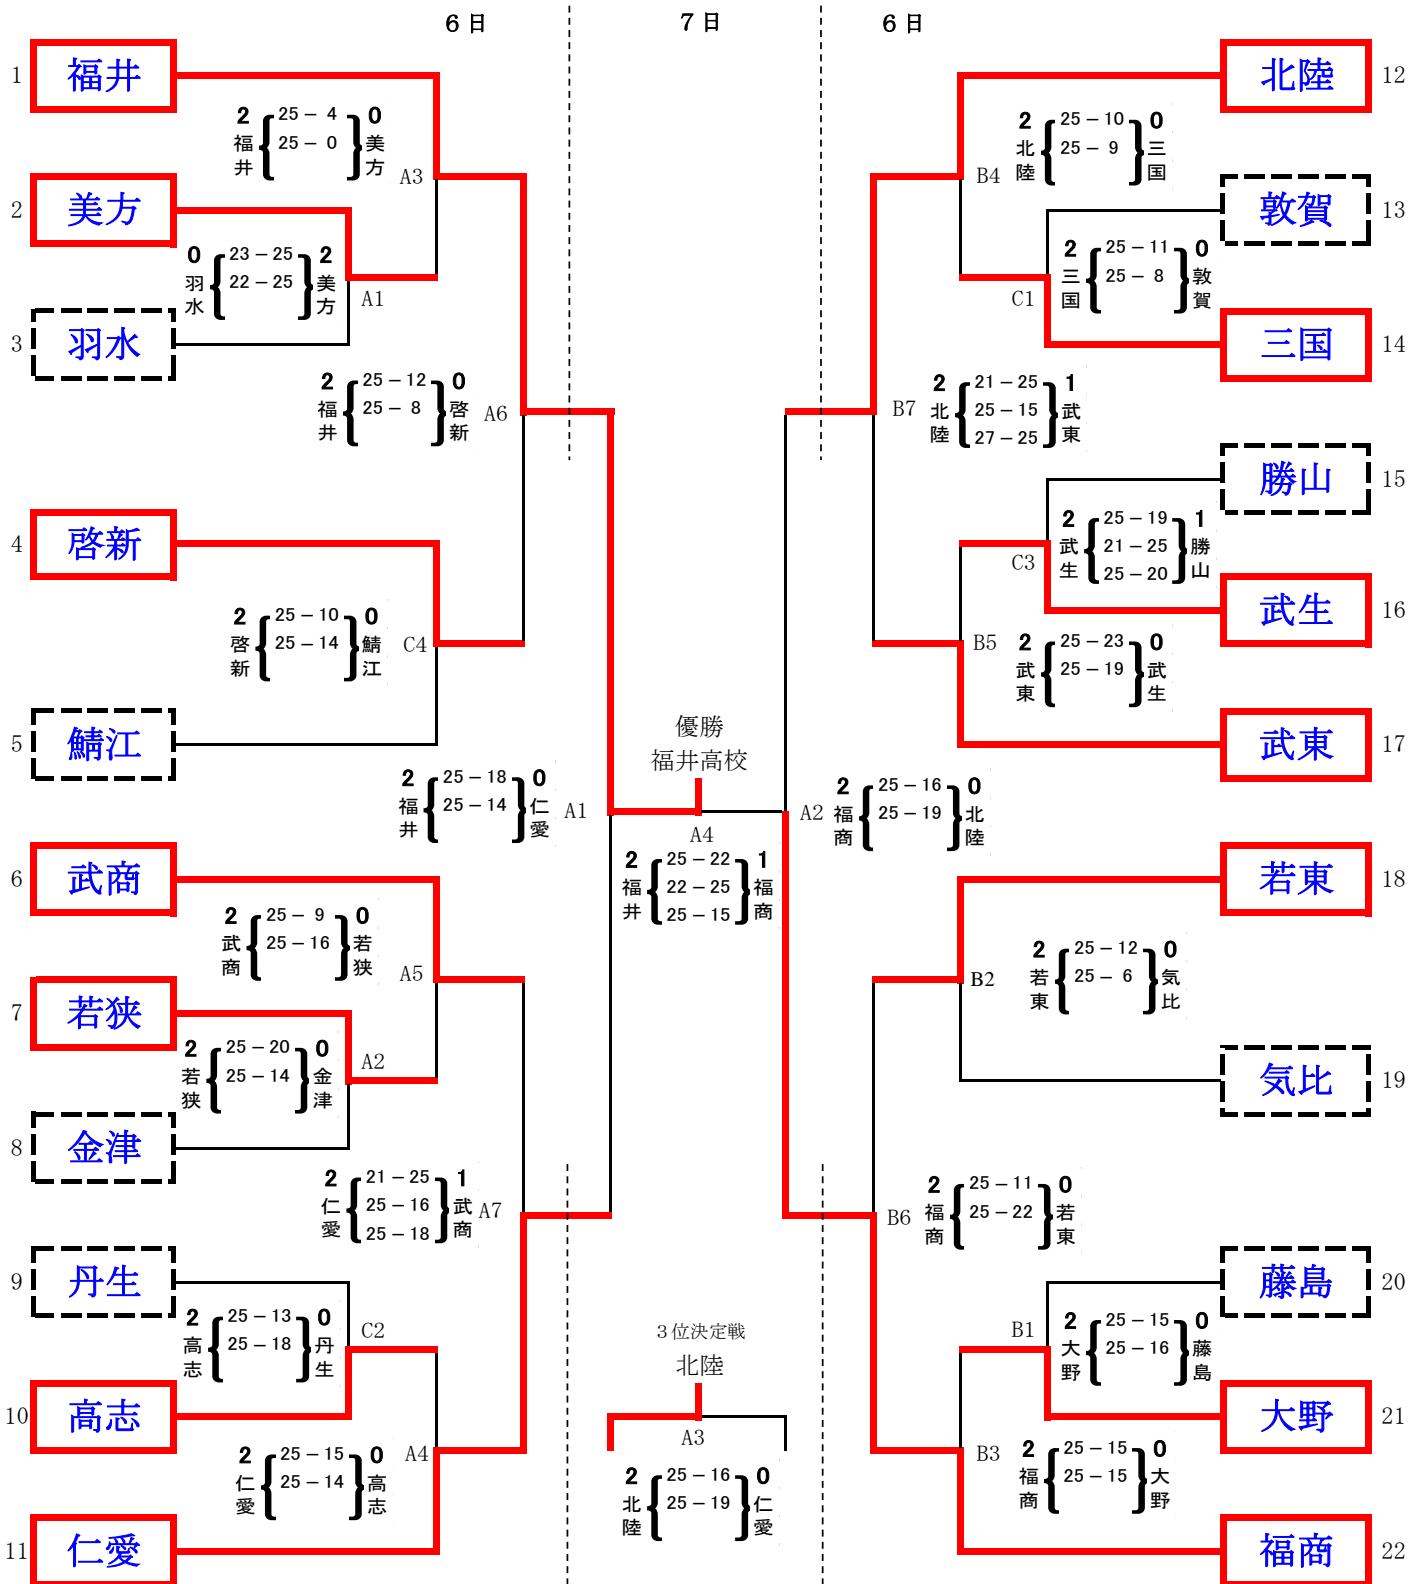 6日
7日
6日
1 福井
2 福井 { 25－4 25－0 } 0 美方
A3
2 美方
0 羽水 { 23－25 22－25 } 2 美方
A1
3 羽水
2 福井 { 25－12 25－8 } 0 啓新
A6
4 啓新
2 啓新 { 25－10 25－14 } 0 鯖江
C4
5 鯖江
2 福井 { 25－18 25－14 } 0 仁愛
A1
6 武商
2 武商 { 25－9 25－16 } 0 若狭
A5
7 若狭
2 若狭 { 25－20 25－14 } 0 金津
A2
8 金津
2 仁愛 { 21－25 25－16 25－18 } 1 武商
A7
9 丹生
2 高志 { 25－13 25－18 } 0 丹生
C2
10 高志
2 仁愛 { 25－15 25－14 } 0 高志
A4
11 仁愛
優勝
福井高校
A4
2 福井 { 25－22 22－25 25－15 } 1 福商
3位決定戦
北陸
A3
2 北陸 { 25－16 25－19 } 0 仁愛
北陸 12
B4
2 北陸 { 25－10 25－9 } 0 三国
敦賀 13
C1
2 三国 { 25－11 25－8 } 0 敦賀
三国 14
B7
2 北陸 { 21－25 25－15 27－25 } 1 武東
勝山 15
C3
2 武生 { 25－19 21－25 25－20 } 1 勝山
武生 16
B5
2 武東 { 25－23 25－19 } 0 武生
武東 17
A2
2 福商 { 25－16 25－19 } 0 北陸
若東 18
B2
2 若東 { 25－12 25－6 } 0 気比
気比 19
B6
2 福商 { 25－11 25－22 } 0 若東
藤島 20
B1
2 大野 { 25－15 25－16 } 0 藤島
大野 21
B3
2 福商 { 25－15 25－15 } 0 大野
福商 22